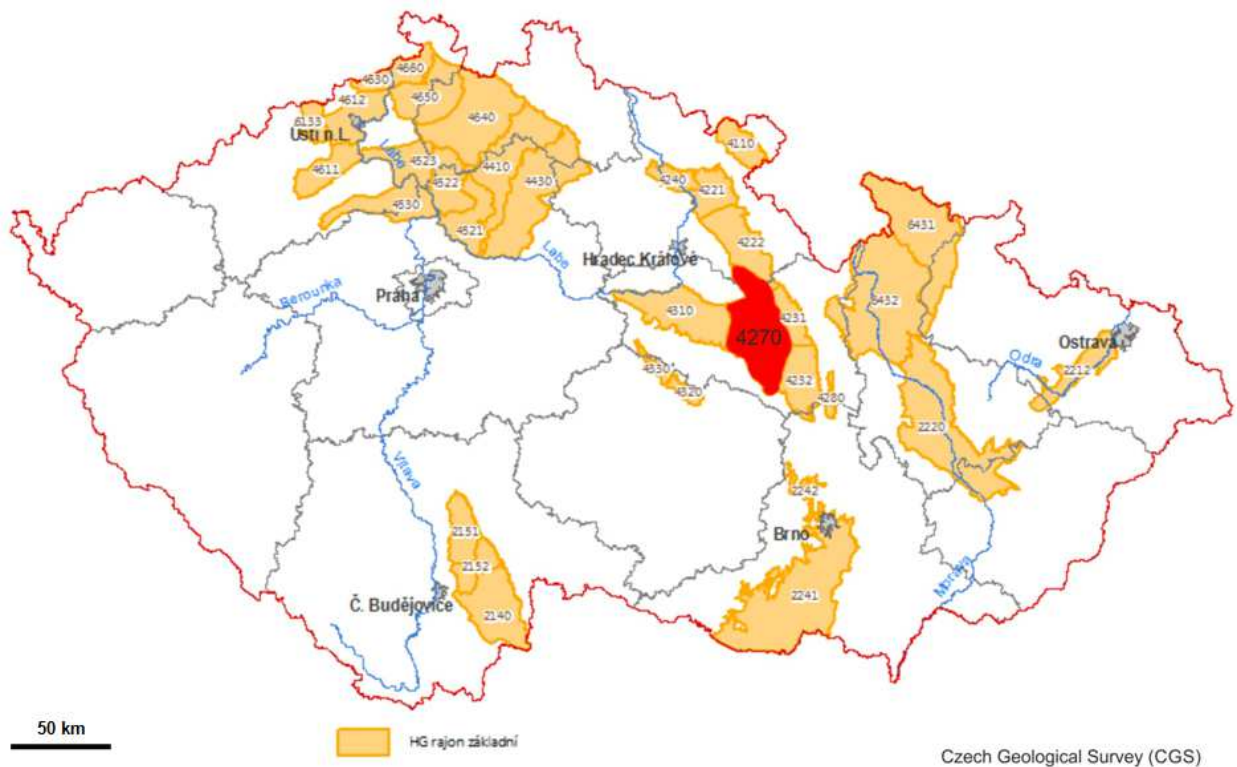 4660
4630
4650
4612
4640
6133
Ústí n.L.
4110
4611
Labe
4523
4410
4522
4430
4240
4221
4530
4521
6431
4222
Labe
Hradec Králové
Praha
Berounka
4310
4231
6432
4270
Ostrava
Odra
2212
4330
4232
4320
4280
2220
Vltava
2242
2151
Brno
2152
Morava
Č. Budějovice
2140
2241
50 km
HG rajon základní
Czech Geological Survey (CGS)